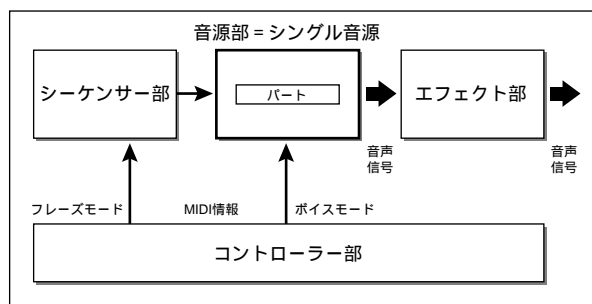 音源部 = シングル音源
シーケンサー部
パート
エフェクト部
音声
信号
音声
信号
フレーズモード
MIDI情報
ボイスモード
コントローラー部